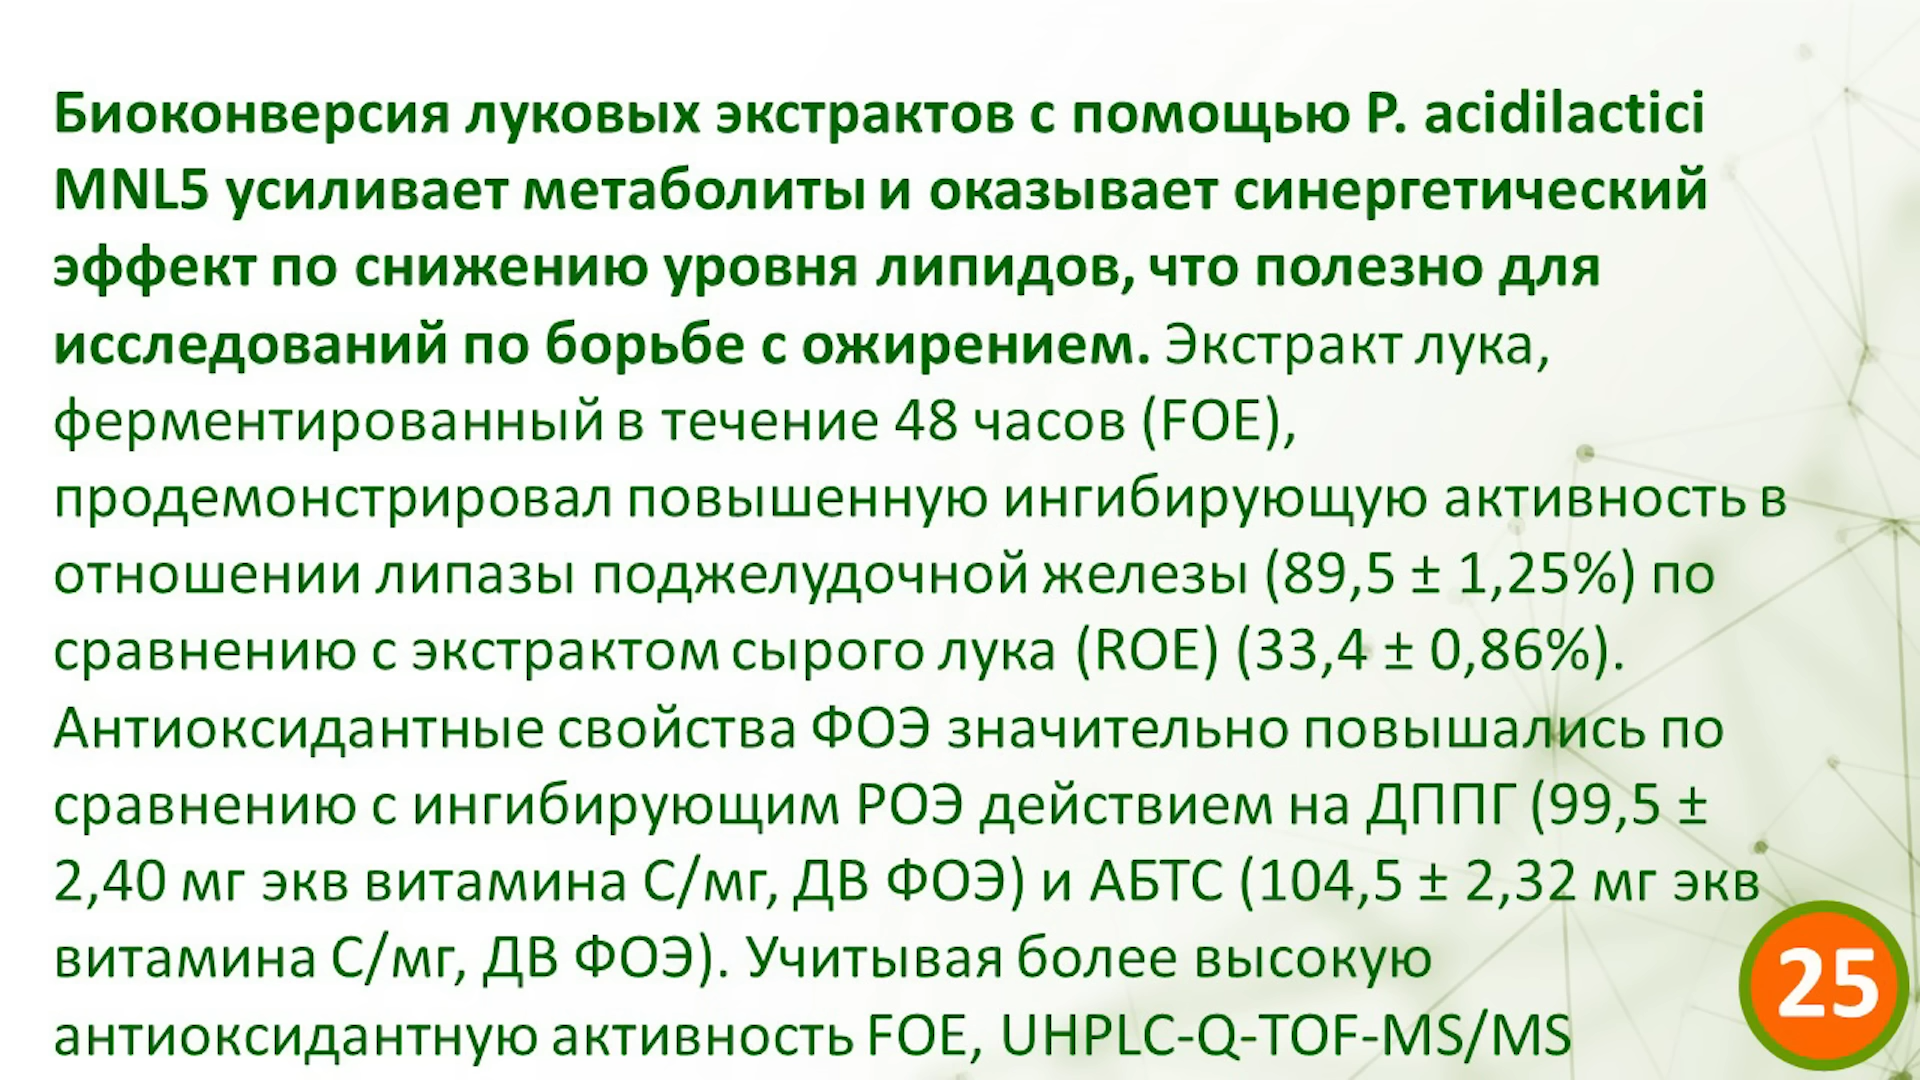 Биоконверсия луковых экстрактов с помощью P. acidilactici
MNL5 усиливает метаболиты и оказывает синергетический
эффект по снижению уровня липидов, что полезно для
исследований по борьбе с ожирением. Экстракт лука,
ферментированный в течение 48 часов (FOE),
продемонстрировал повышенную ингибирующую активность в
отношении липазы поджелудочной железы (89,5 ± 1,25%) по
сравнению с экстрактом сырого лука (ROE) (33,4 ± 0,86%).
Антиоксидантные свойства ФОЭ значительно повышались по
сравнению с ингибирующим РОЭ действием на ДППГ (99,5 ±
2,40 мг экв витамина С/мг, ДВ ФОЭ) и АБТС (104,5 ± 2,32 мг экв
витамина С/мг, ДВ ФОЭ). Учитывая более высокую
антиоксидантную активность FOE, UHPLC-Q-TOF-MS/MS
25